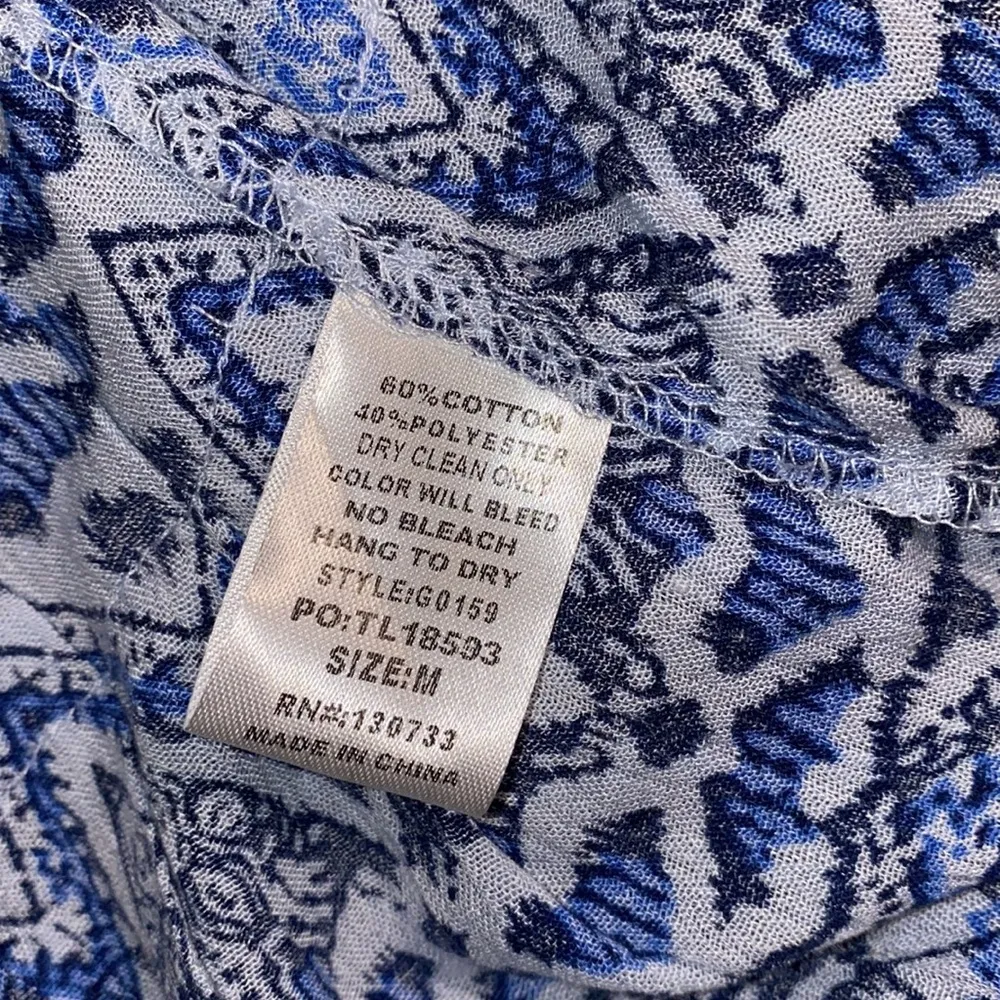 60%COTTON
40%POLYESTER
DRY CLEAN ONLY
COLOR WILL BLEED
NO BLEACH
HANG TO DRY
STYLE:G0159
PO:TL18593
SIZE:M
RN#:130733
MADE IN CHINA